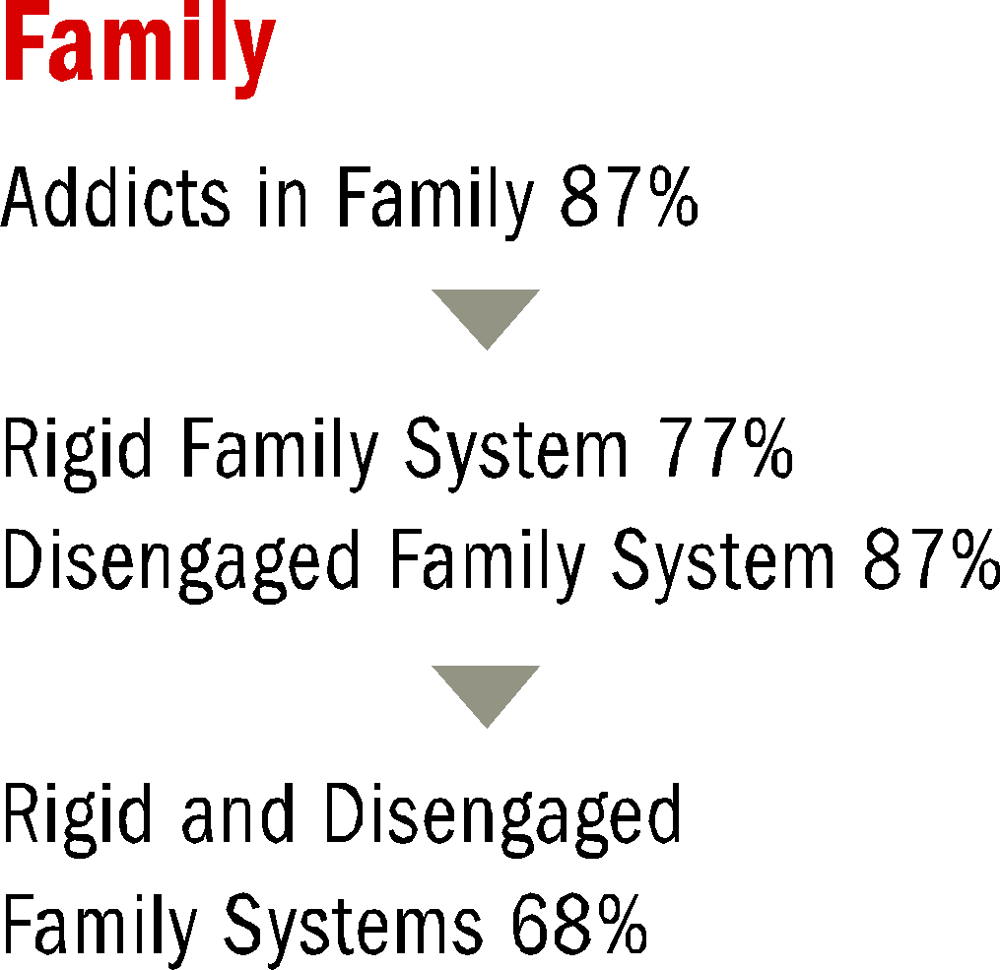 Family
Addicts in Family 87%
Rigid Family System 77%
Disengaged Family System 87%
Rigid and Disengaged
Family Systems 68%